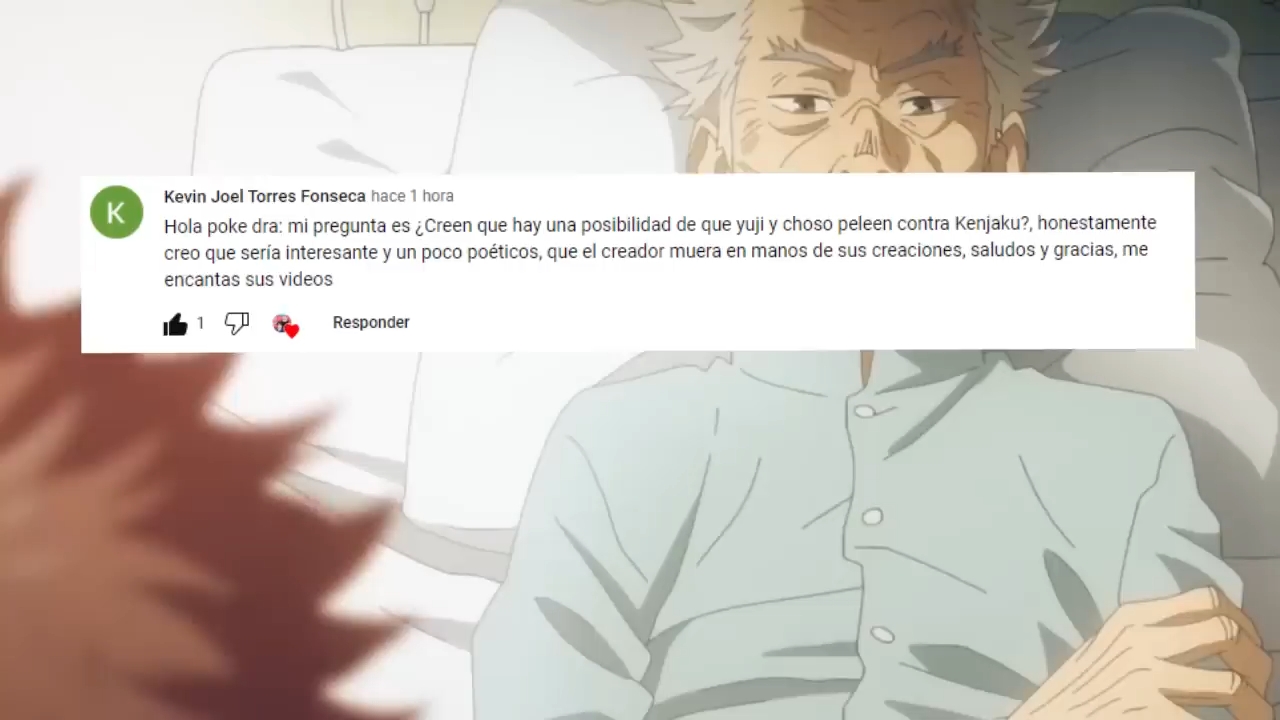 Kevin Joel Torres Fonseca hace 1 hora
Hola poke dra: mi pregunta es ¿Creen que hay una posibilidad de que yuji y choso peleen contra Kenjaku?, honestamente
creo que sería interesante y un poco poéticos, que el creador muera en manos de sus creaciones, saludos y gracias, me
encantas sus videos
1 Responder
K